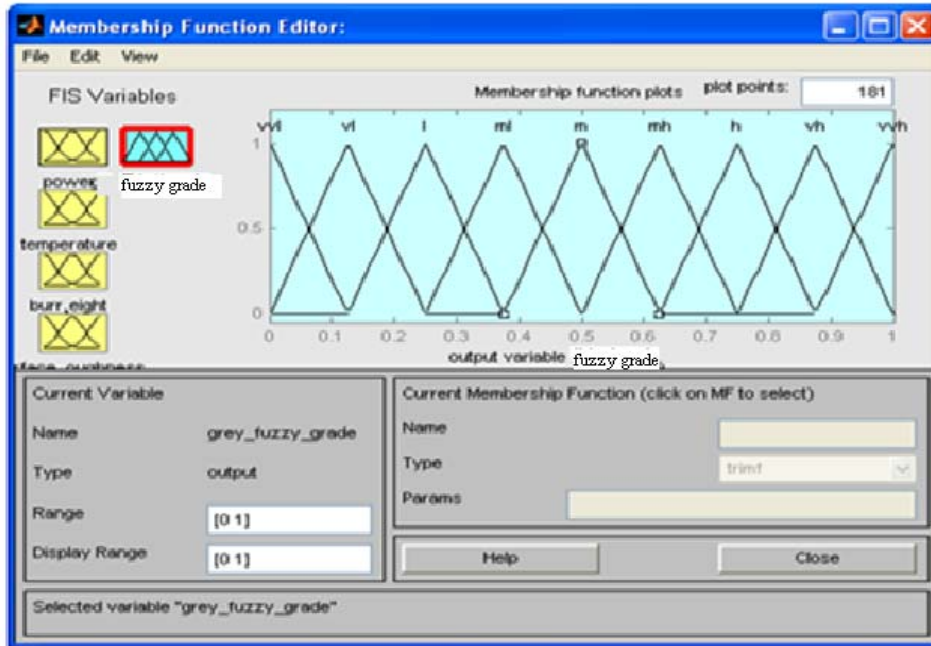 Membership Function Editor:
File Edit View
FIS Variables
Membership function plots plot points: 181
vvl vl l ml m mh h vh vvh
1
0.5
0
0 0.1 0.2 0.3 0.4 0.5 0.6 0.7 0.8 0.9 1
output variable fuzzy grade
power
fuzzy grade
temperature
burr
Current Variable
Name grey_fuzzy_grade
Type output
Range [0 1]
Display Range [0 1]
Current Membership Function (click on MF to select)
Name
Type trimf
Params
Help Close
Selected variable "grey_fuzzy_grade"